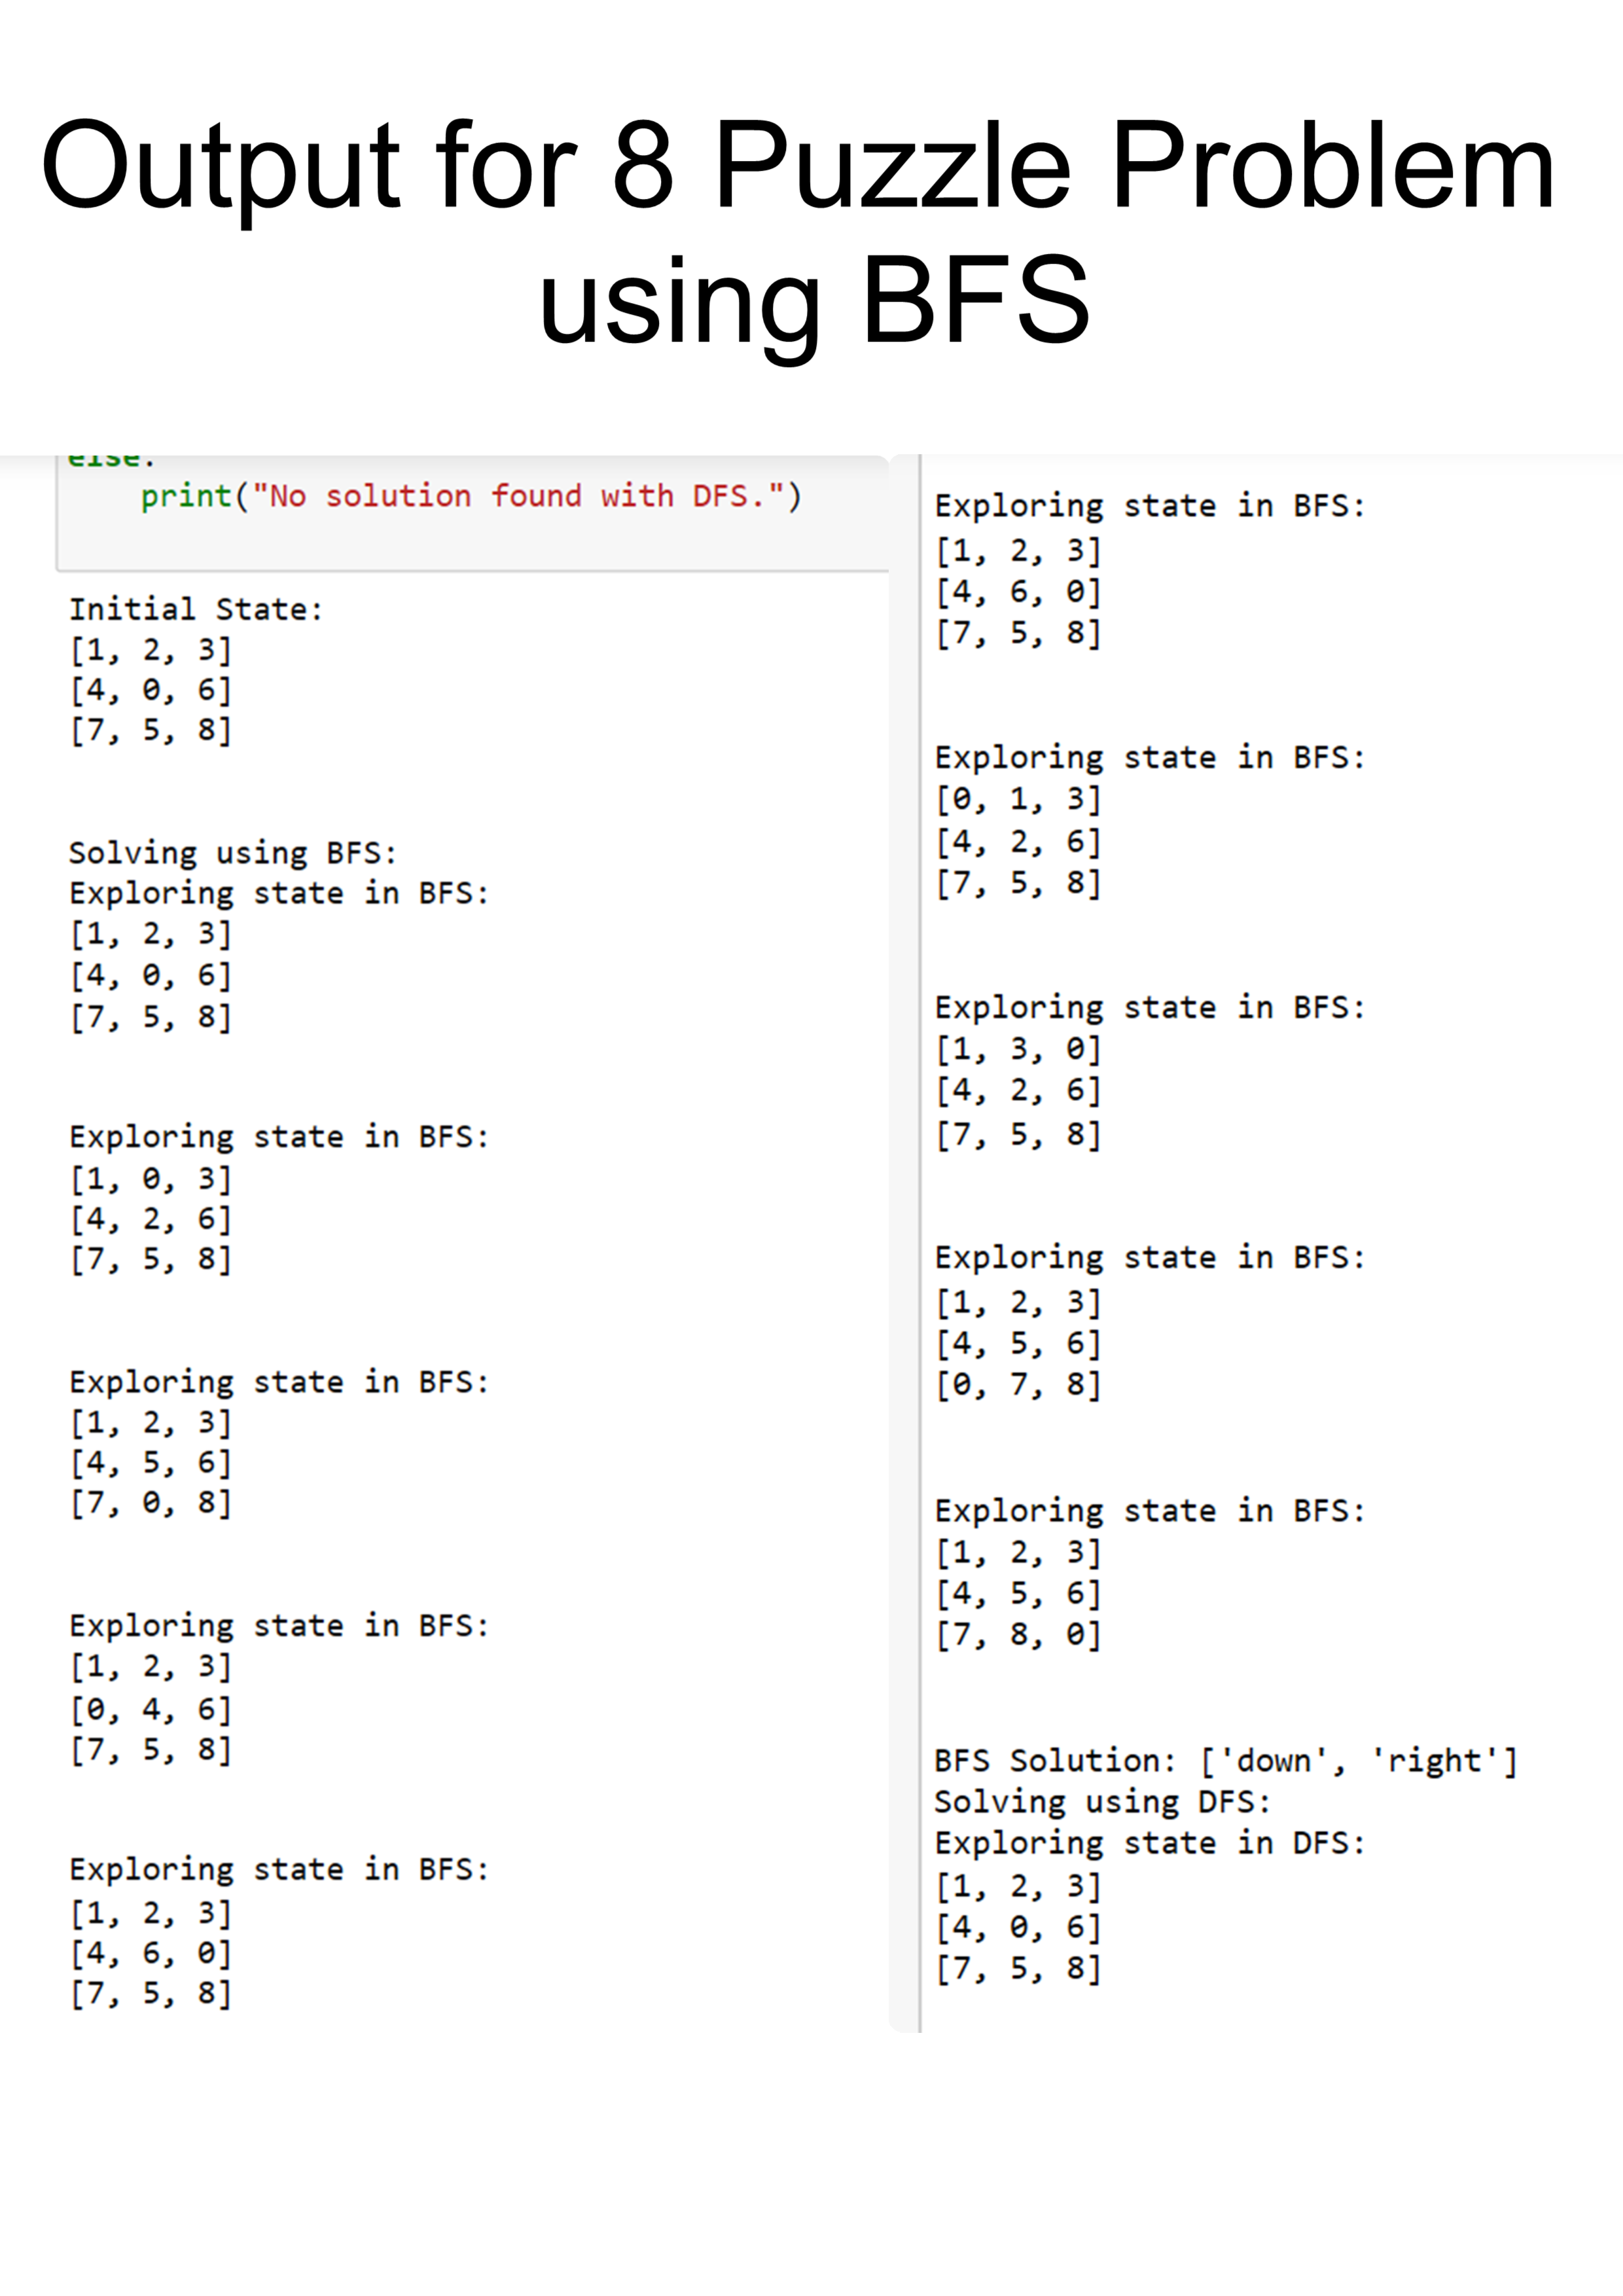 Output for 8 Puzzle Problem
using BFS
else:
print("No solution found with DFS.")
Initial State:
[1, 2, 3]
[4, 0, 6]
[7, 5, 8]
Solving using BFS:
Exploring state in BFS:
[1, 2, 3]
[4, 0, 6]
[7, 5, 8]
Exploring state in BFS:
[1, 0, 3]
[4, 2, 6]
[7, 5, 8]
Exploring state in BFS:
[1, 2, 3]
[4, 5, 6]
[7, 0, 8]
Exploring state in BFS:
[1, 2, 3]
[0, 4, 6]
[7, 5, 8]
Exploring state in BFS:
[1, 2, 3]
[4, 6, 0]
[7, 5, 8]
Exploring state in BFS:
[1, 2, 3]
[4, 6, 0]
[7, 5, 8]
Exploring state in BFS:
[0, 1, 3]
[4, 2, 6]
[7, 5, 8]
Exploring state in BFS:
[1, 3, 0]
[4, 2, 6]
[7, 5, 8]
Exploring state in BFS:
[1, 2, 3]
[4, 5, 6]
[0, 7, 8]
Exploring state in BFS:
[1, 2, 3]
[4, 5, 6]
[7, 8, 0]
BFS Solution: ['down', 'right']
Solving using DFS:
Exploring state in DFS:
[1, 2, 3]
[4, 0, 6]
[7, 5, 8]